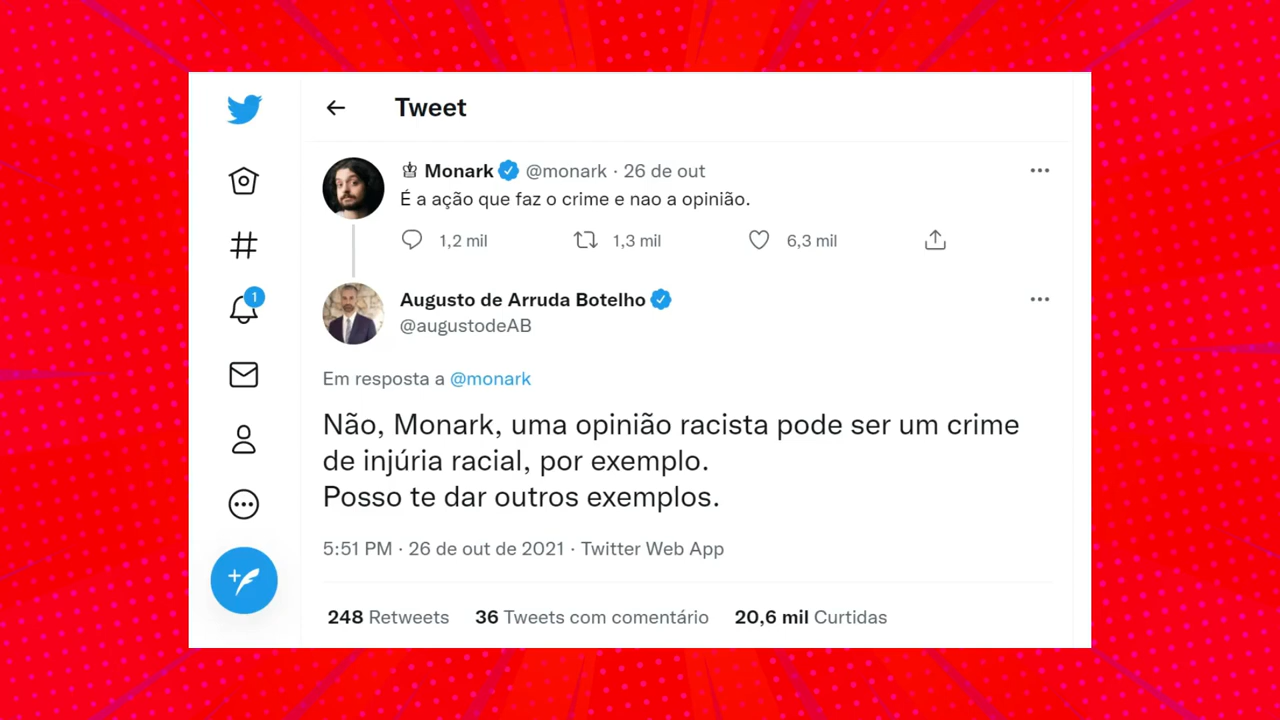 Tweet
Monark @monark · 26 de out
É a ação que faz o crime e nao a opinião.
1,2 mil 1,3 mil 6,3 mil
1
Augusto de Arruda Botelho
@augustodeAB
Em resposta a @monark
Não, Monark, uma opinião racista pode ser um crime
de injúria racial, por exemplo.
Posso te dar outros exemplos.
5:51 PM · 26 de out de 2021 · Twitter Web App
248 Retweets 36 Tweets com comentário 20,6 mil Curtidas